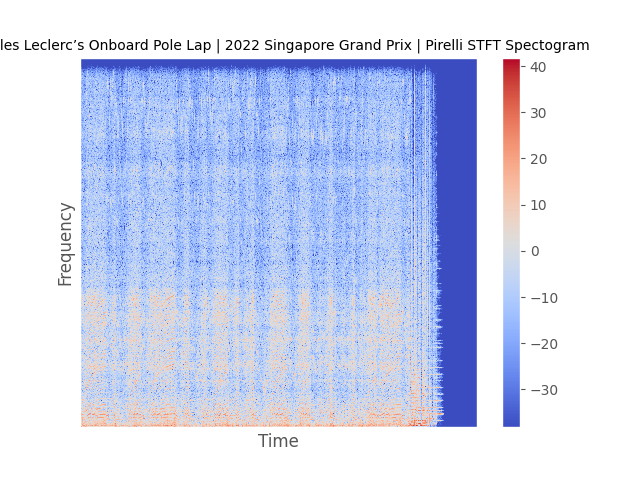 les Leclerc’s Onboard Pole Lap | 2022 Singapore Grand Prix | Pirelli STFT Spectogram
Frequency
Time
40
30
20
10
0
−10
−20
−30